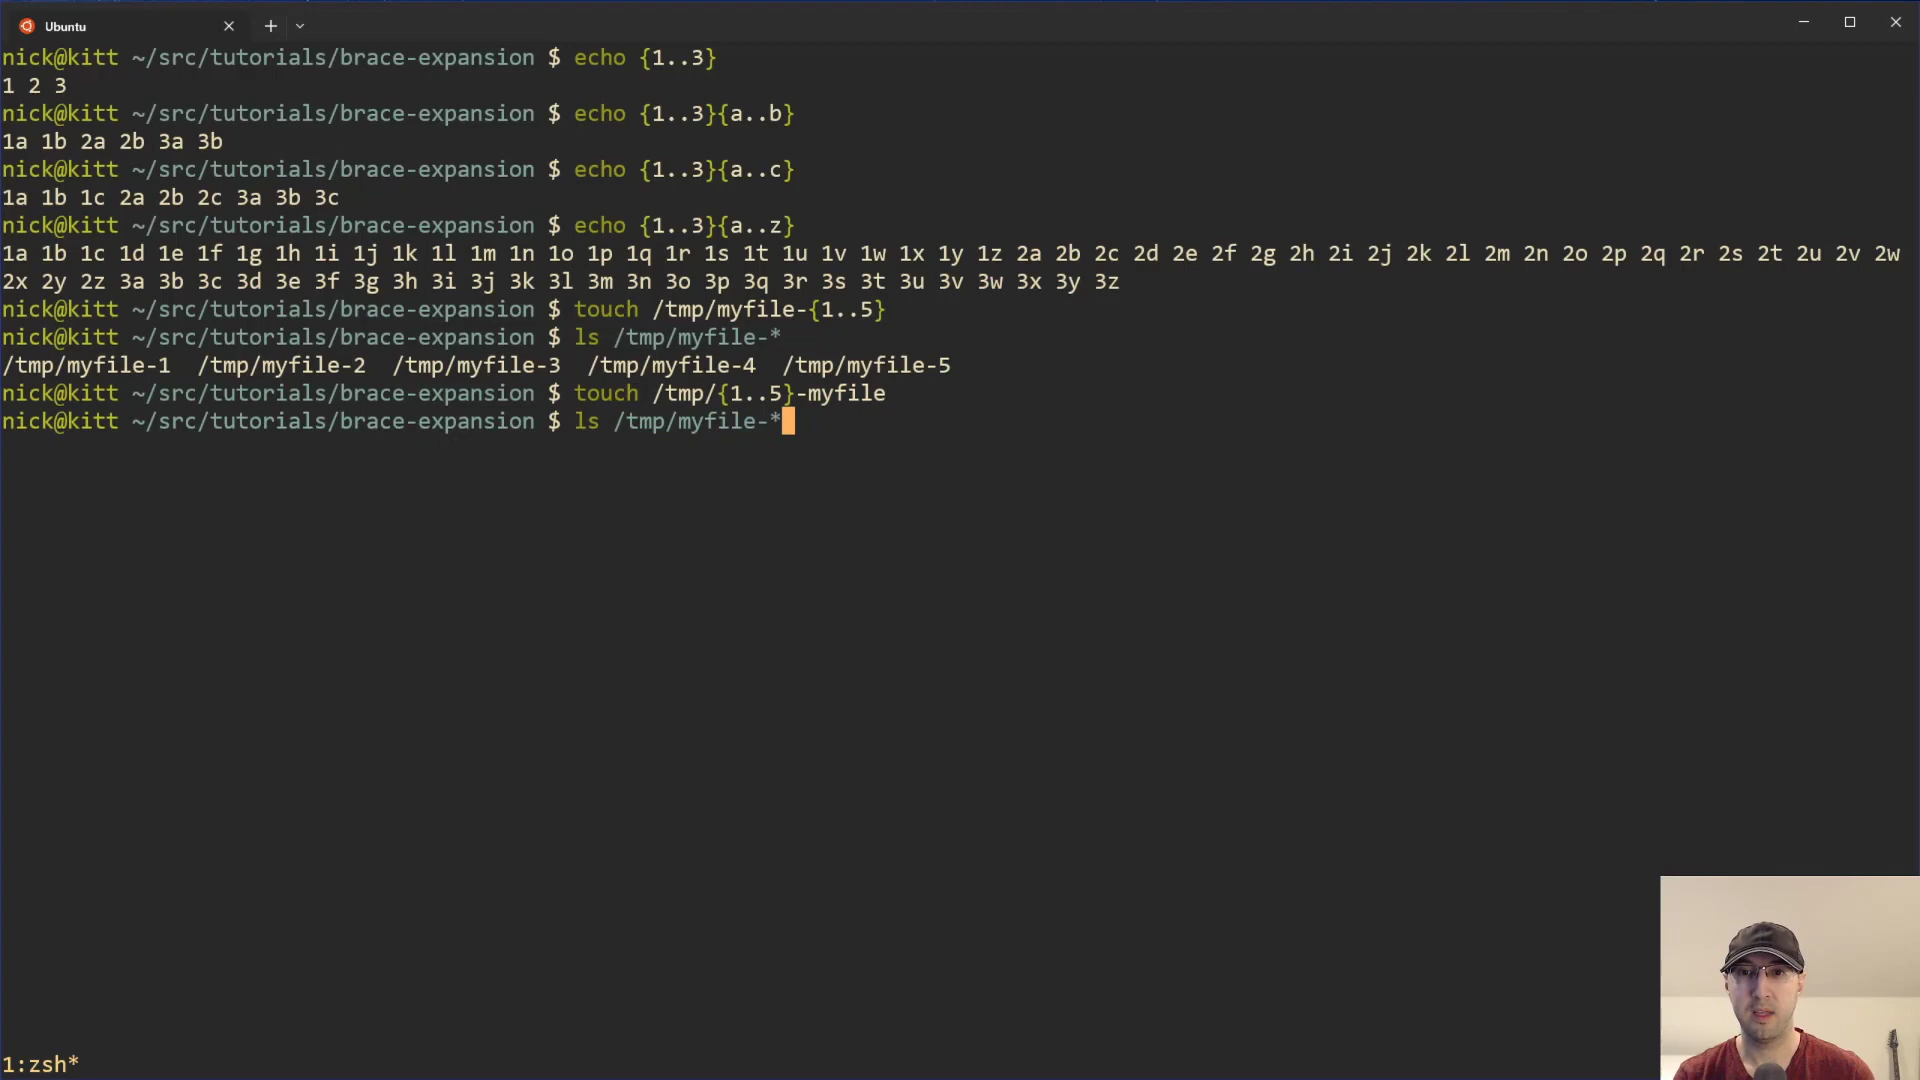 Ubuntu
nick@kitt ~/src/tutorials/brace-expansion $ echo {1..3}
1 2 3
nick@kitt ~/src/tutorials/brace-expansion $ echo {1..3}{a..b}
1a 1b 2a 2b 3a 3b
nick@kitt ~/src/tutorials/brace-expansion $ echo {1..3}{a..c}
1a 1b 1c 2a 2b 2c 3a 3b 3c
nick@kitt ~/src/tutorials/brace-expansion $ echo {1..3}{a..z}
1a 1b 1c 1d 1e 1f 1g 1h 1i 1j 1k 1l 1m 1n 1o 1p 1q 1r 1s 1t 1u 1v 1w 1x 1y 1z 2a 2b 2c 2d 2e 2f 2g 2h 2i 2j 2k 2l 2m 2n 2o 2p 2q 2r 2s 2t 2u 2v 2w
2x 2y 2z 3a 3b 3c 3d 3e 3f 3g 3h 3i 3j 3k 3l 3m 3n 3o 3p 3q 3r 3s 3t 3u 3v 3w 3x 3y 3z
nick@kitt ~/src/tutorials/brace-expansion $ touch /tmp/myfile-{1..5}
nick@kitt ~/src/tutorials/brace-expansion $ ls /tmp/myfile-*
/tmp/myfile-1  /tmp/myfile-2  /tmp/myfile-3  /tmp/myfile-4  /tmp/myfile-5
nick@kitt ~/src/tutorials/brace-expansion $ touch /tmp/{1..5}-myfile
nick@kitt ~/src/tutorials/brace-expansion $ ls /tmp/myfile-*
1:zsh*